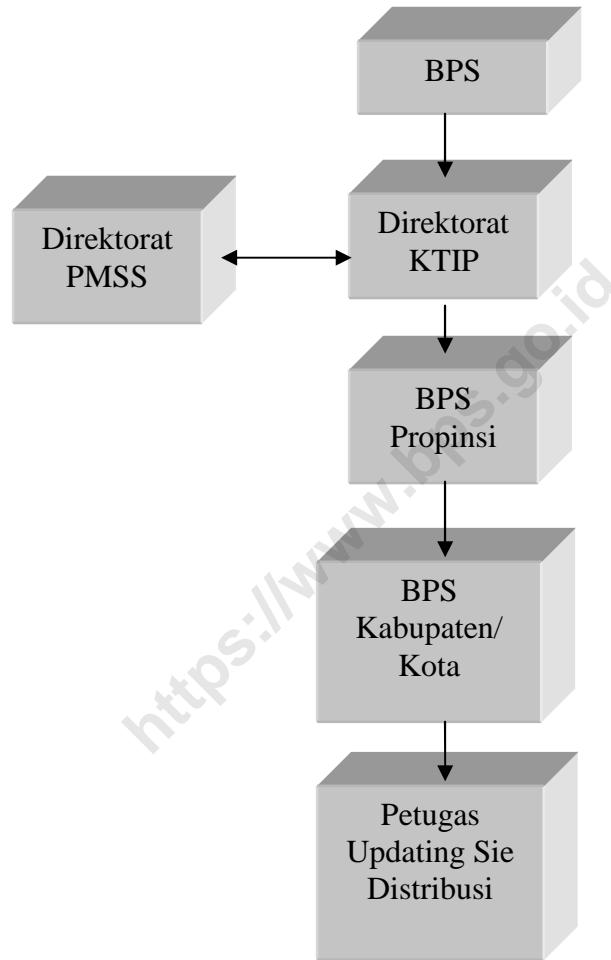 BPS
Direktorat
PMSS
Direktorat
KTIP
BPS
Propinsi
BPS
Kabupaten/
Kota
Petugas
Updating Sie
Distribusi
https://www.bps.go.id